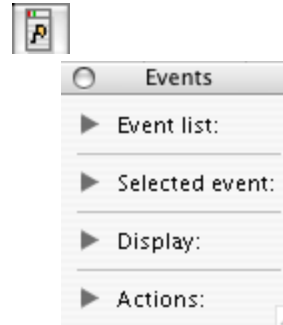 Events
Event list:
Selected event:
Display:
Actions: